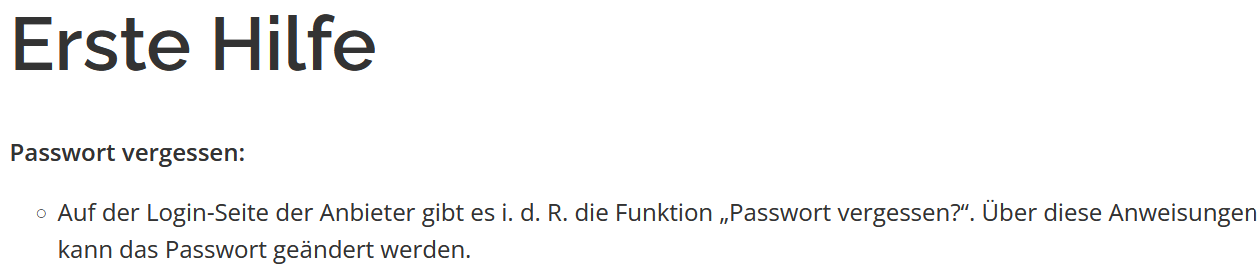 Erste Hilfe
Passwort vergessen:
Auf der Login-Seite der Anbieter gibt es i. d. R. die Funktion „Passwort vergessen?“. Über diese Anweisungen
kann das Passwort geändert werden.